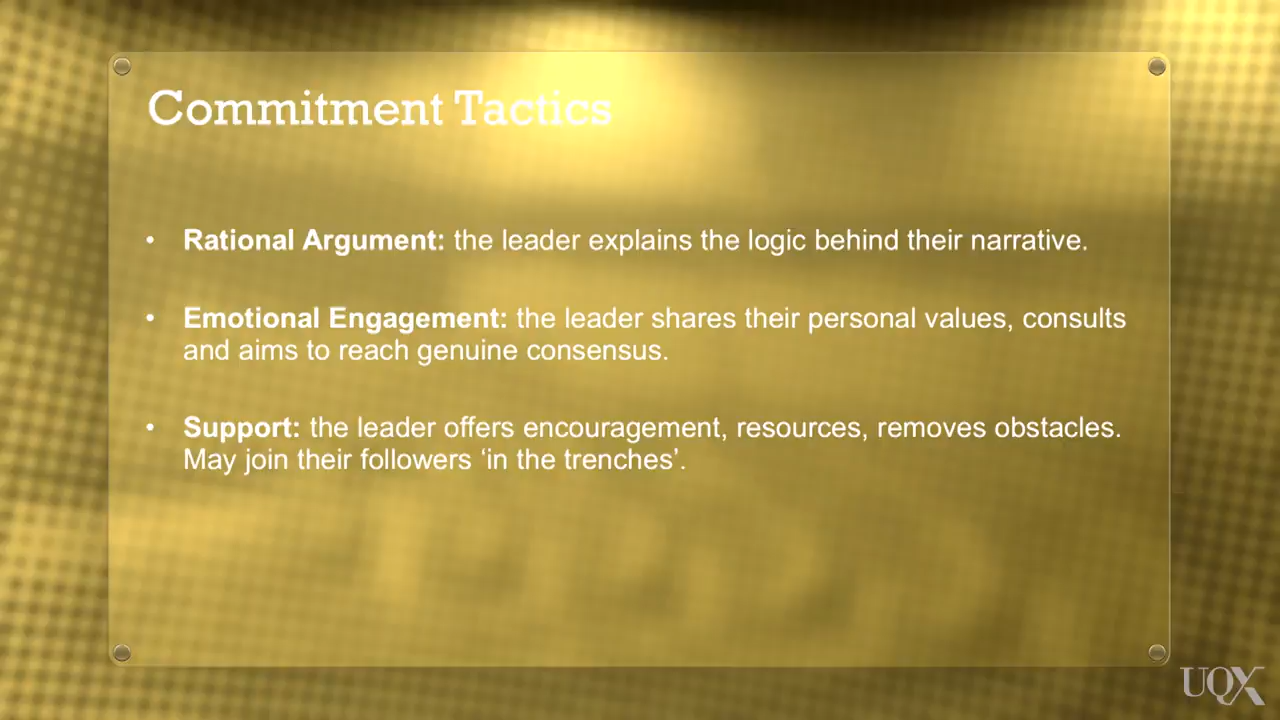 Commitment Tactics
• Rational Argument: the leader explains the logic behind their narrative.
• Emotional Engagement: the leader shares their personal values, consults
and aims to reach genuine consensus.
• Support: the leader offers encouragement, resources, removes obstacles.
May join their followers ‘in the trenches’.
UQX